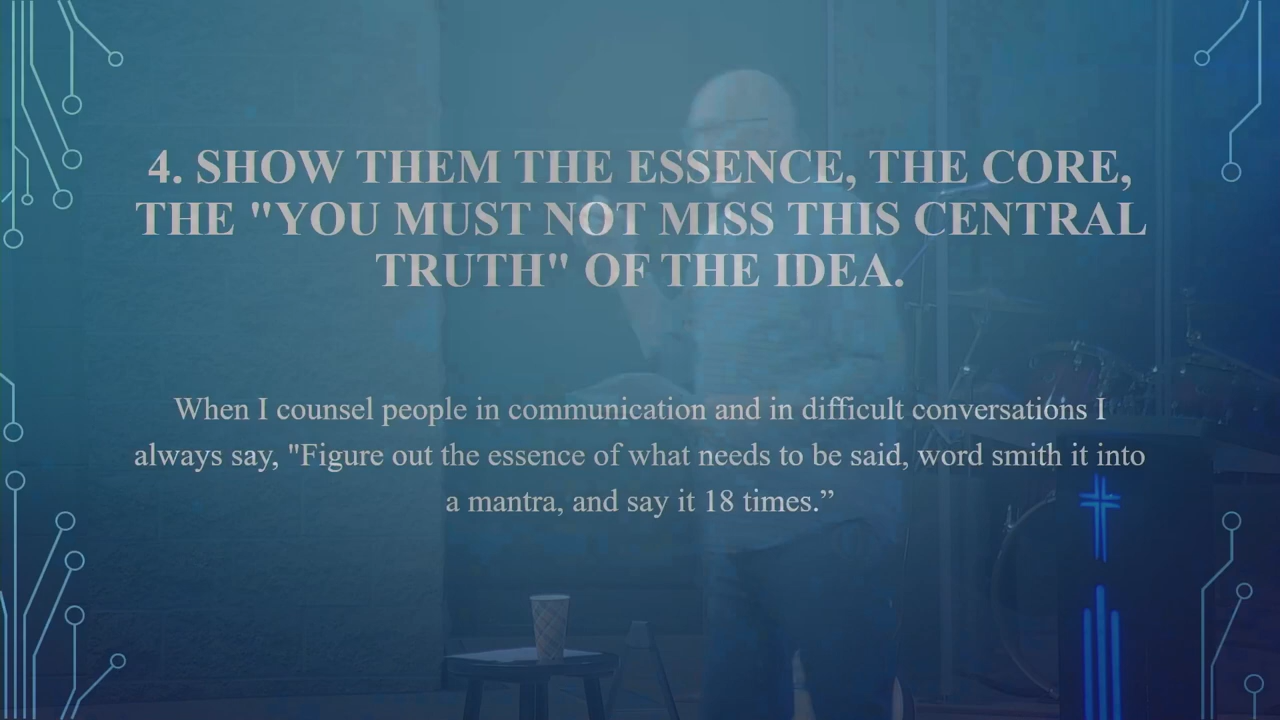 4. SHOW THEM THE ESSENCE, THE CORE,
THE "YOU MUST NOT MISS THIS CENTRAL
TRUTH" OF THE IDEA.
When I counsel people in communication and in difficult conversations I
always say, "Figure out the essence of what needs to be said, word smith it into
a mantra, and say it 18 times.”